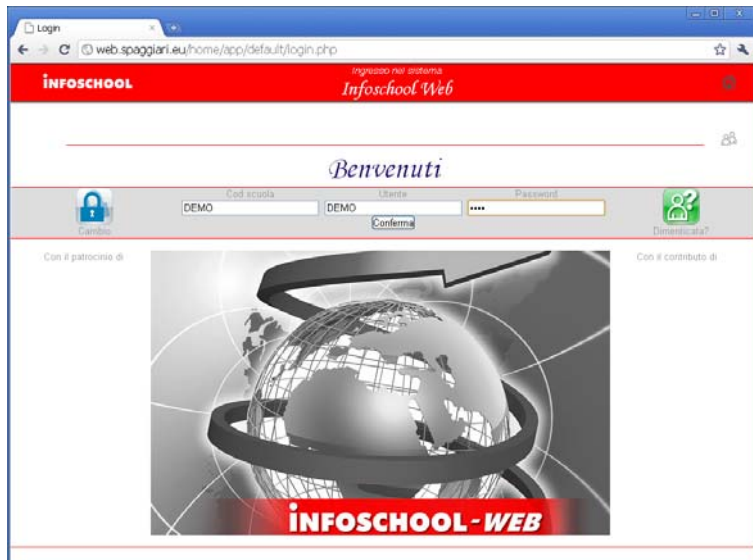 Login
web.spaggiari.eu/home/app/default/login.php
INFOSCHOOL
Ingresso nel sistema
Infoschool Web
Benvenuti
Cod scuola
Utente
Password
DEMO
DEMO
••••
Conferma
Cambio
Dimenticata?
Con il patrocinio di
Con il contributo di
iNFOSCHOOL-WEB